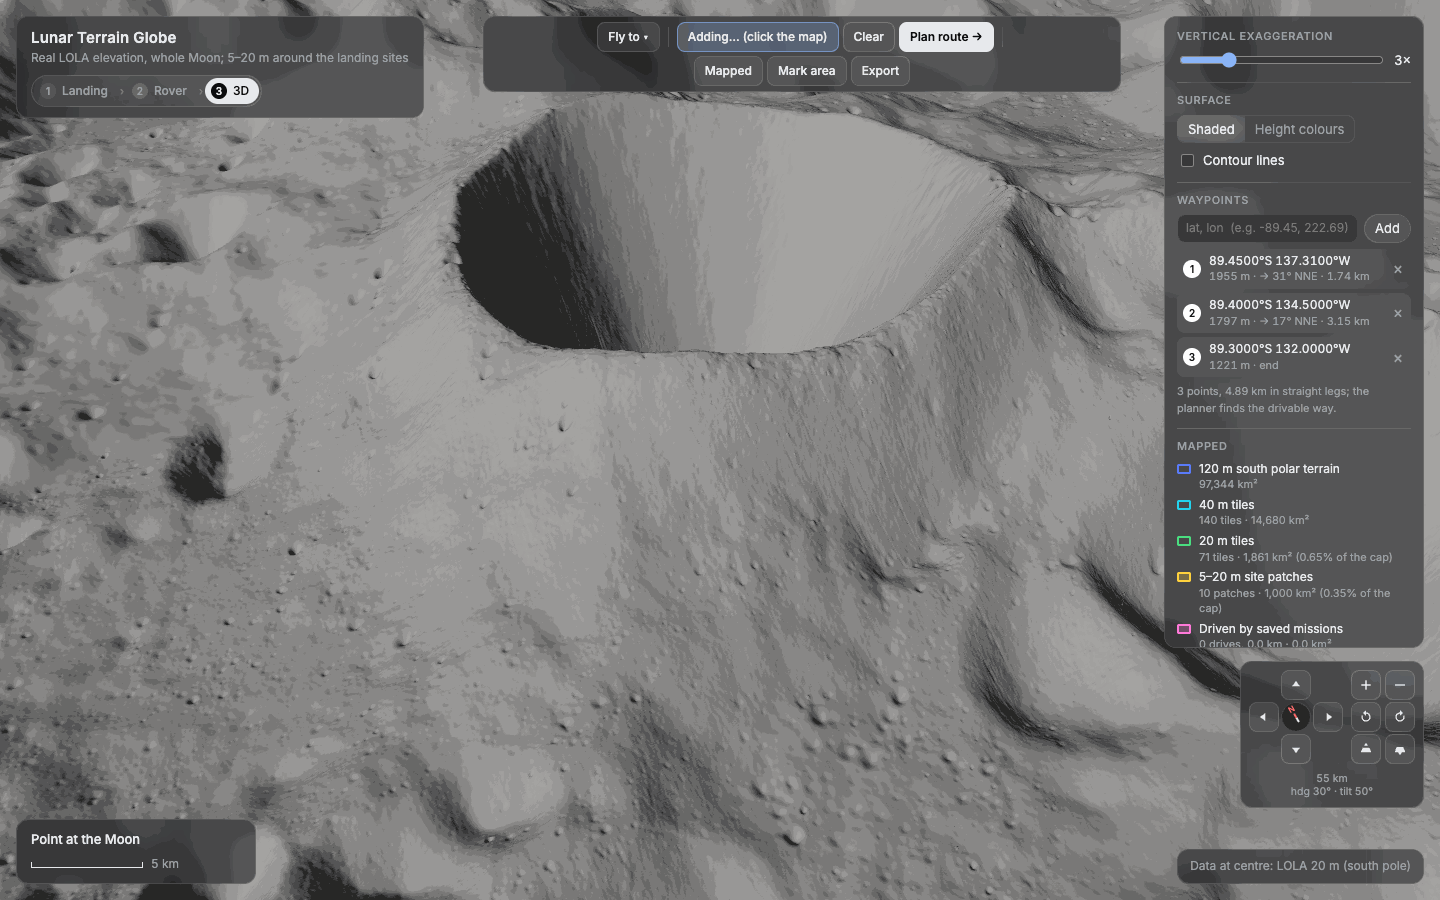 Lunar Terrain Globe
Real LOLA elevation, whole Moon; 5–20 m around the landing sites
1 Landing › 2 Rover › 3 3D
Fly to ▾ Adding… (click the map) Clear Plan route →
Mapped Mark area Export
VERTICAL EXAGGERATION
3×
SURFACE
Shaded Height colours
Contour lines
WAYPOINTS
lat, lon (e.g. -89.45, 222.69) Add
1 89.4500°S 137.3100°W ×
1955 m · → 31° NNE · 1.74 km
2 89.4000°S 134.5000°W ×
1797 m · → 17° NNE · 3.15 km
3 89.3000°S 132.0000°W ×
1221 m · end
3 points, 4.89 km in straight legs; the
planner finds the drivable way.
MAPPED
120 m south polar terrain
97,344 km²
40 m tiles
140 tiles · 14,680 km²
20 m tiles
71 tiles · 1,861 km² (0.65% of the cap)
5–20 m site patches
10 patches · 1,000 km² (0.35% of the
cap)
Driven by saved missions
0 drives, 0.0 km · 0.0 km²
N
55 km
hdg 30° · tilt 50°
Point at the Moon
5 km
Data at centre: LOLA 20 m (south pole)